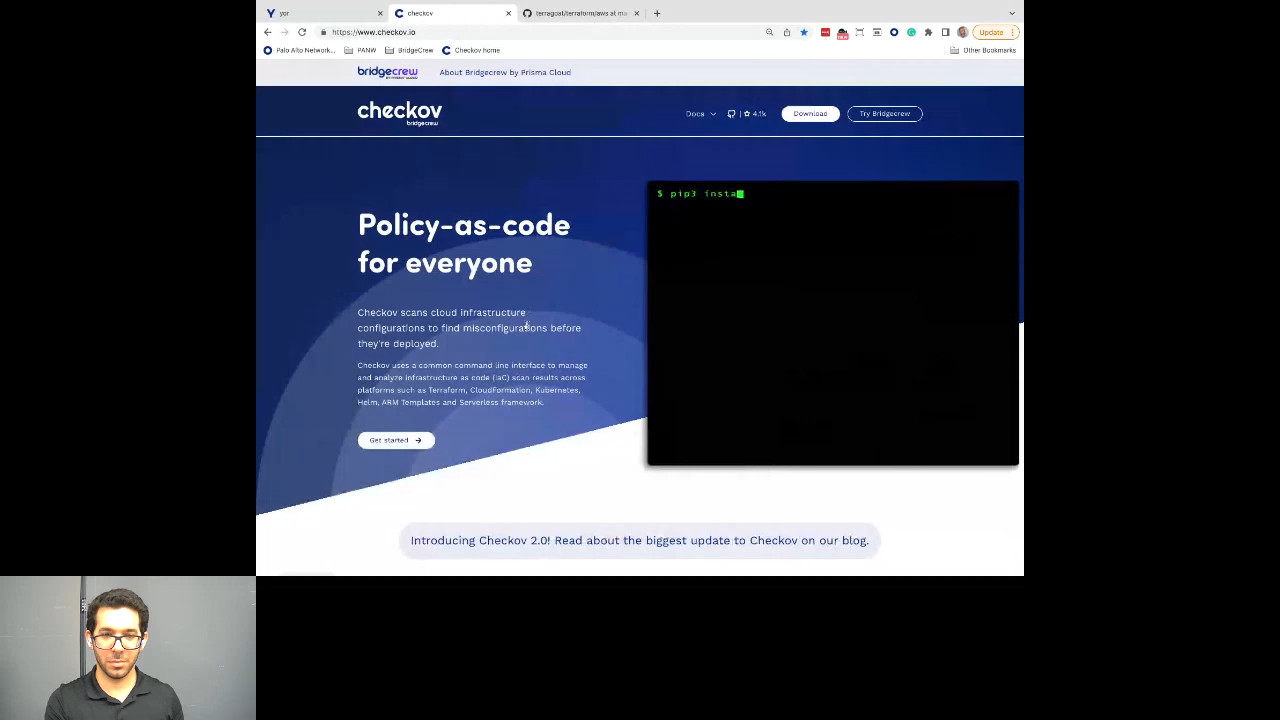 yor
checkov
terragoat/terraform/aws at ma
https://www.checkov.io
Update
Palo Alto Network...
PANW
BridgeCrew
Checkov home
Other Bookmarks
bridgecrew
About Bridgecrew by Prisma Cloud
checkov
bridgecrew
Docs
4.1k
Download
Try Bridgecrew
$ pip3 insta
Policy-as-code
for everyone
Checkov scans cloud infrastructure
configurations to find misconfigurations before
they're deployed.
Checkov uses a common command line interface to manage
and analyze infrastructure as code (IaC) scan results across
platforms such as Terraform, CloudFormation, Kubernetes,
Helm, ARM Templates and Serverless framework.
Get started
Introducing Checkov 2.0! Read about the biggest update to Checkov on our blog.